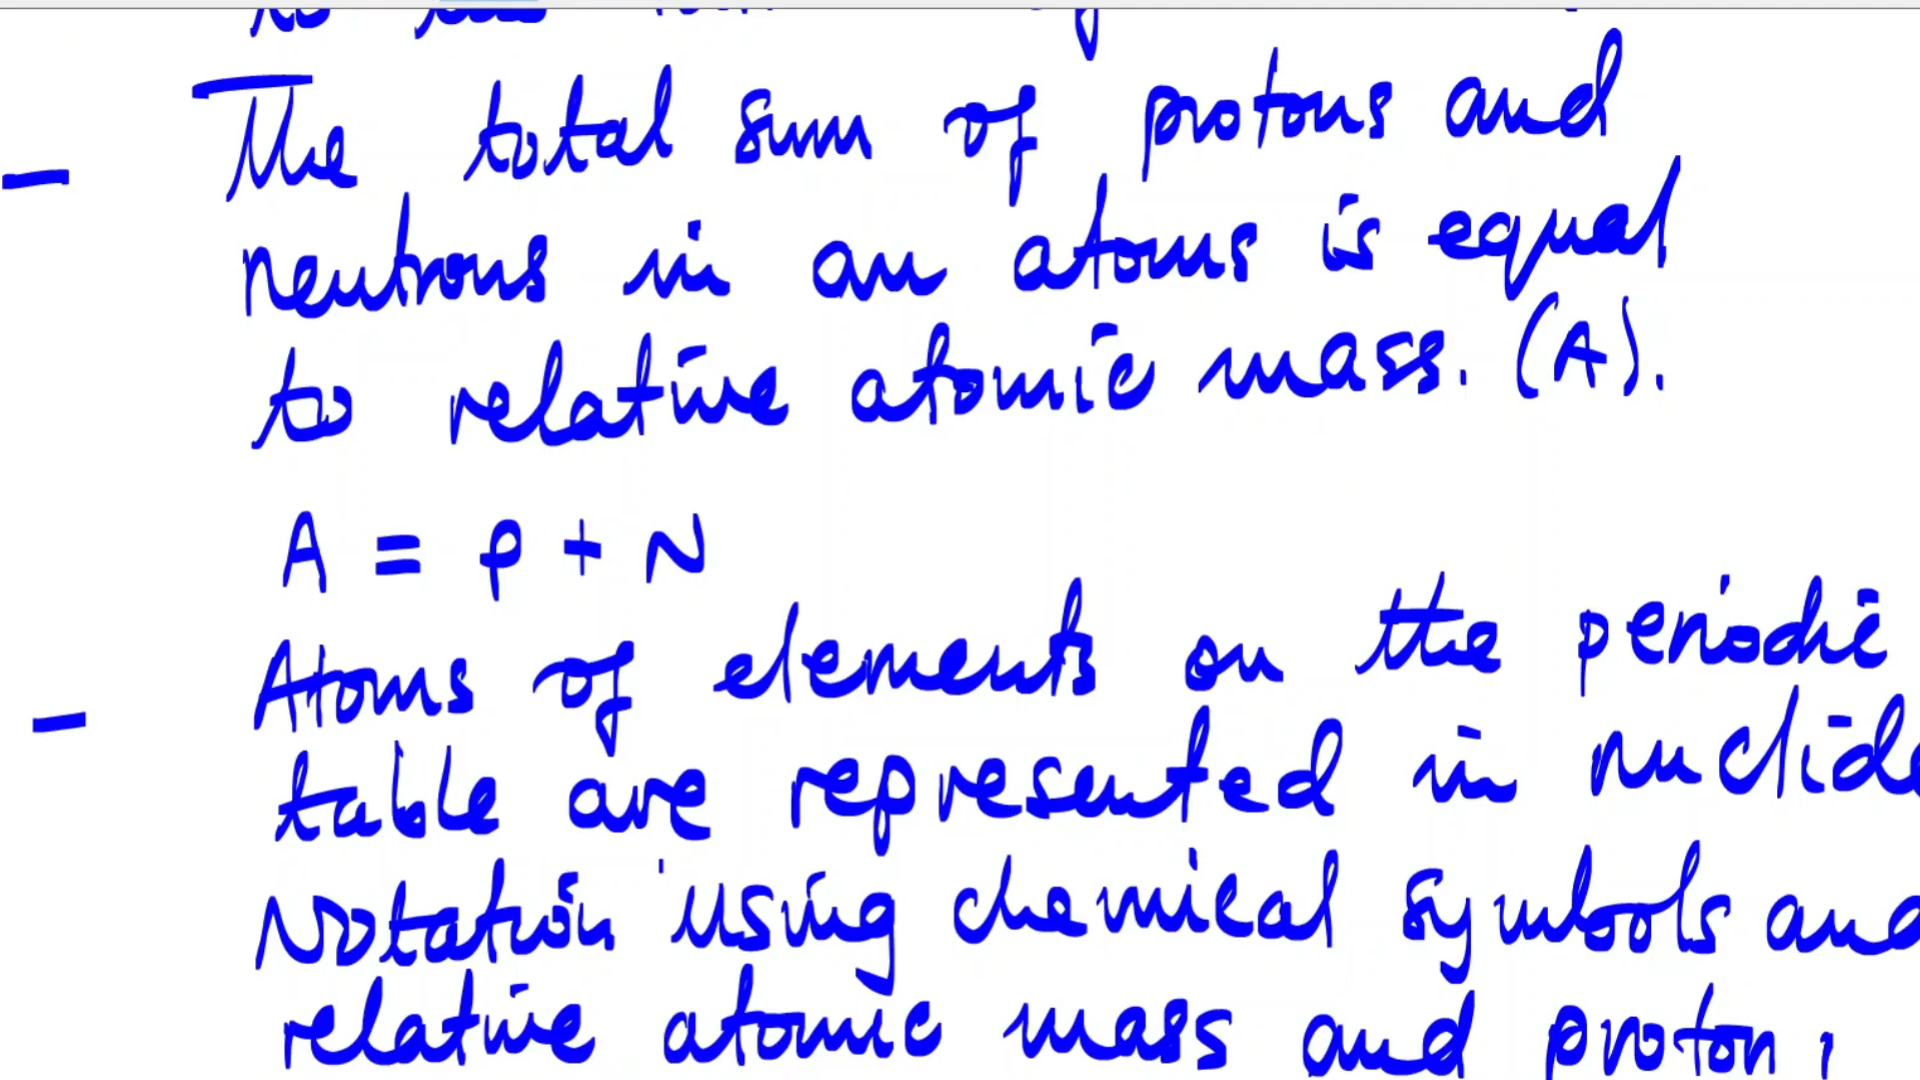 The total sum of protons and
neutrons in an atoms is equal
to relative atomic mass. (A).
A = P + N
Atoms of elements on the periodic
table are represented in nuclide
Notation using chemical symbols and
relative atomic mass and proton